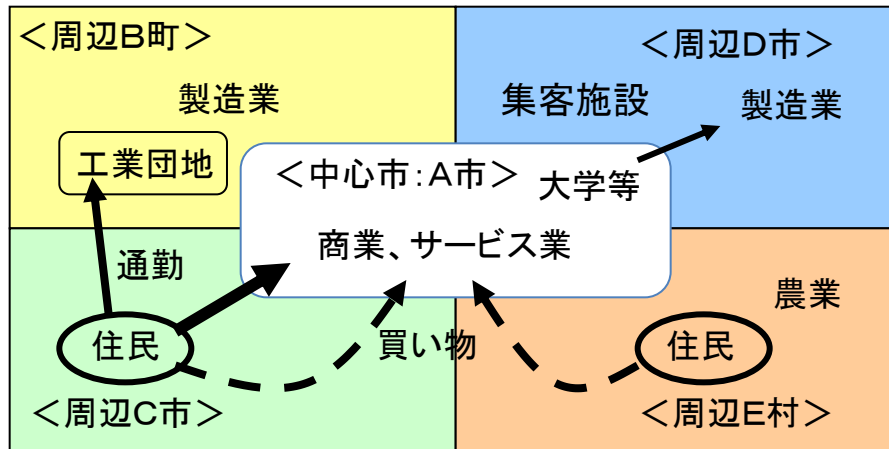 ＜周辺Ｂ町＞
製造業
工業団地
＜周辺Ｄ市＞
集客施設
製造業
＜中心市：Ａ市＞
大学等
商業、サービス業
通勤
住民
買い物
＜周辺Ｃ市＞
農業
住民
＜周辺Ｅ村＞